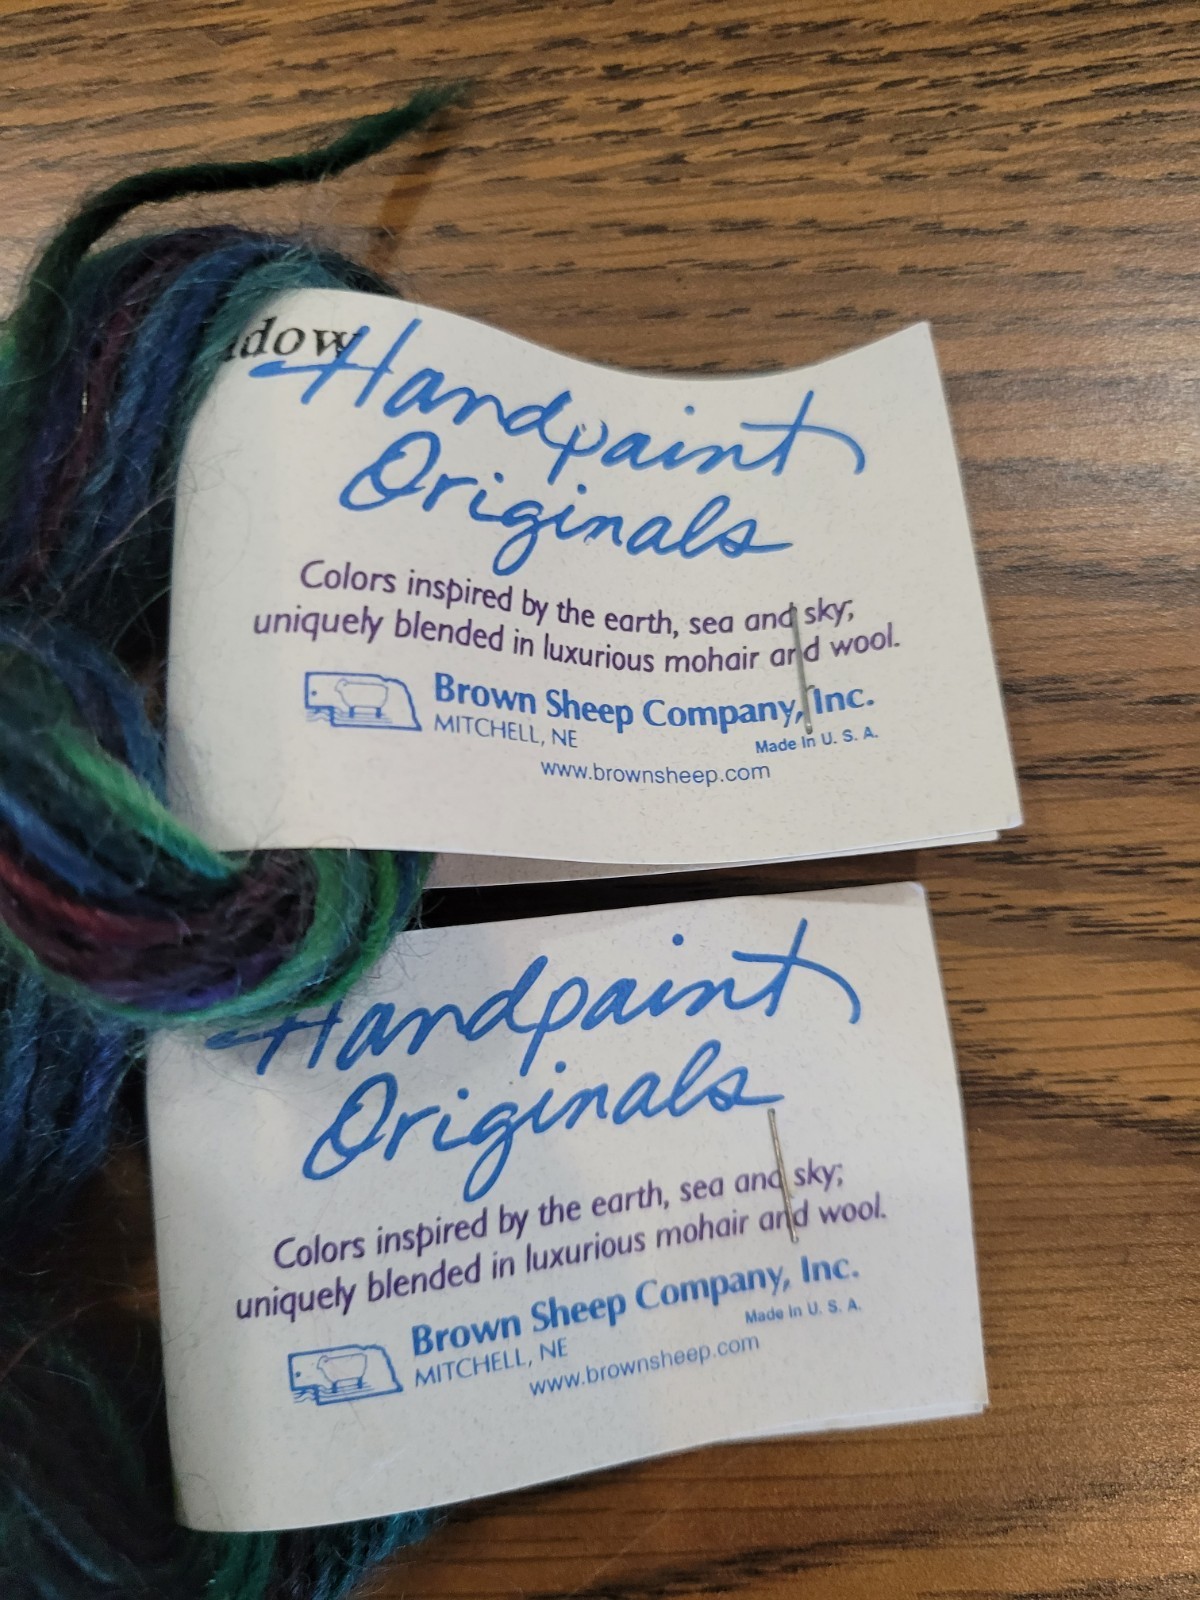 dow
Handpaint
Originals
Colors inspired by the earth, sea and sky;
uniquely blended in luxurious mohair and wool.
Brown Sheep Company, Inc.
MITCHELL, NE
Made In U. S. A.
www.brownsheep.com
Handpaint
Originals
Colors inspired by the earth, sea and sky;
uniquely blended in luxurious mohair and wool.
Brown Sheep Company, Inc.
MITCHELL, NE
Made In U. S. A.
www.brownsheep.com